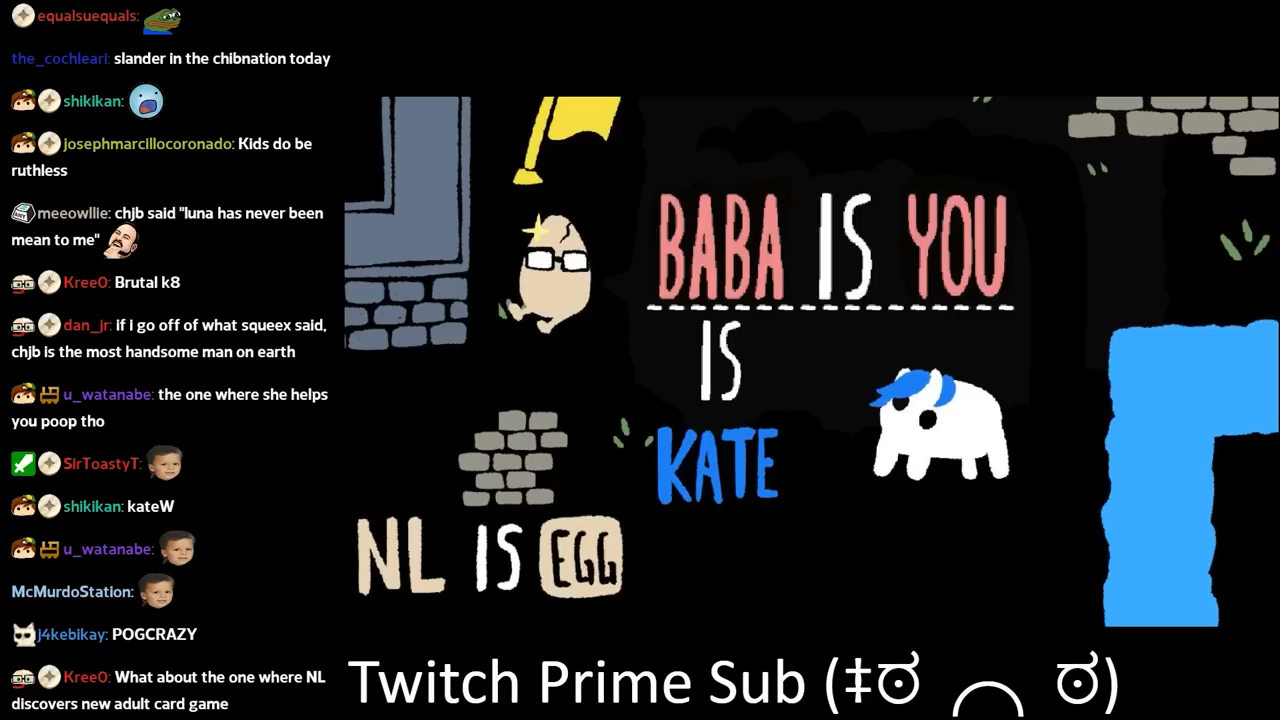 equalsuequals:
the_cochlearl: slander in the chibnation today
shikikan:
josephmarcillocoronado: Kids do be
ruthless
meeowllie: chjb said "luna has never been
mean to me"
KreeO: Brutal k8
dan_jr: if i go off of what squeex said,
chjb is the most handsome man on earth
u_watanabe: the one where she helps
you poop tho
SirToastyT:
shikikan: kateW
u_watanabe:
McMurdoStation:
j4kebikay: POGCRAZY
KreeO: What about the one where NL
discovers new adult card game
BABA IS YOU
IS
KATE
NL IS EGG
Twitch Prime Sub (‡ಠ ╭╮ ಠ)